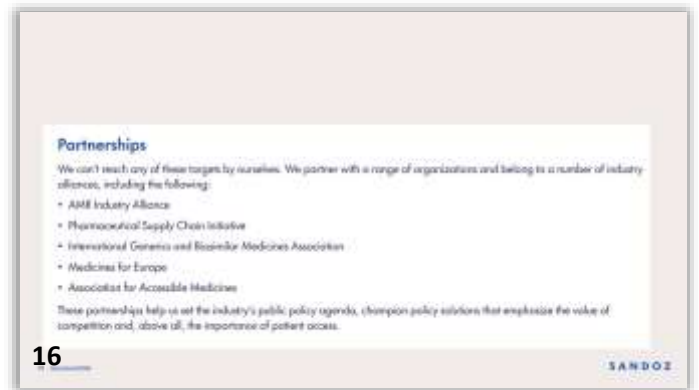 Partnerships
We can't reach any of these targets by ourselves. We partner with a range of organizations and belong to a number of industry
alliances, including the following:
• AMR Industry Alliance
• Pharmaceutical Supply Chain Initiative
• International Generics and Biosimilar Medicines Association
• Medicines for Europe
• Association for Accessible Medicines
These partnerships help us set the industry's public policy agenda, champion policy solutions that emphasize the value of
competition and, above all, the importance of patient access.
16
SANDOZ